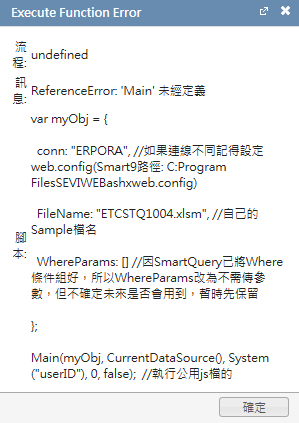 Execute Function Error
流程: undefined
訊息: ReferenceError: 'Main' 未經定義
var myObj = {
conn: "ERPORA", //如果連線不同記得設定
web.config(Smart9路徑: C:Program
FilesSEVIWEBashxweb.config)
FileName: "ETCSTQ1004.xlsm", //自己的
Sample檔名
腳本:
WhereParams: [] //因SmartQuery已將Where
條件組好，所以WhereParams改為不需傳參
數，但不確定未來是否會用到，暫時先保留
};
Main(myObj, CurrentDataSource(), System
("userID"), 0, false);  //執行公用js檔的
確定